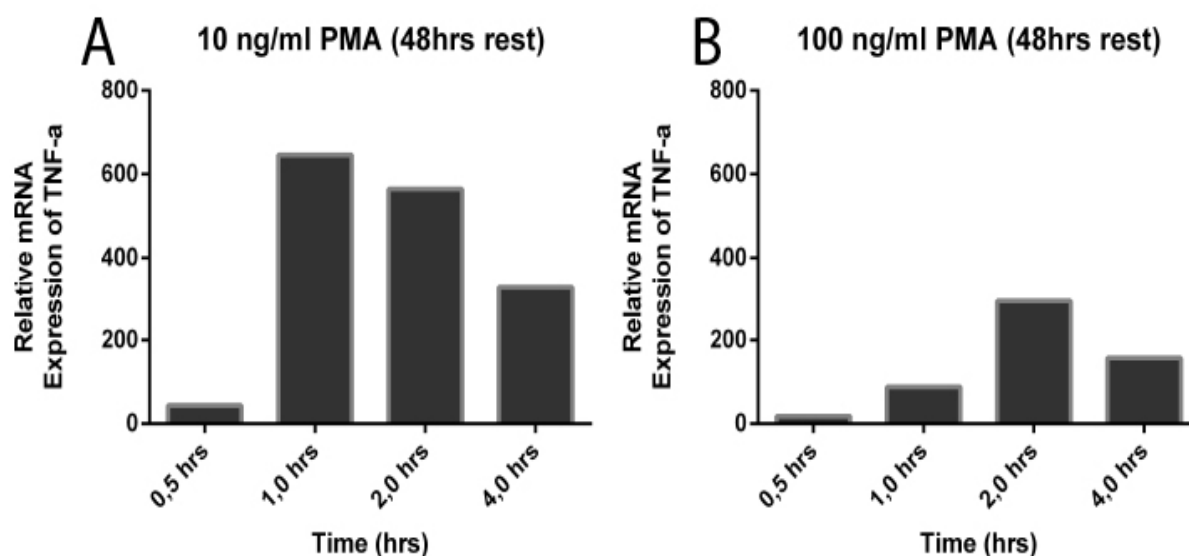 A
10 ng/ml PMA (48hrs rest)
Relative mRNA
Expression of TNF-a
800
600
400
200
0
0,5 hrs
1,0 hrs
2,0 hrs
4,0 hrs
Time (hrs)
B
100 ng/ml PMA (48hrs rest)
Relative mRNA
Expression of TNF-a
800
600
400
200
0
0,5 hrs
1,0 hrs
2,0 hrs
4,0 hrs
Time (hrs)